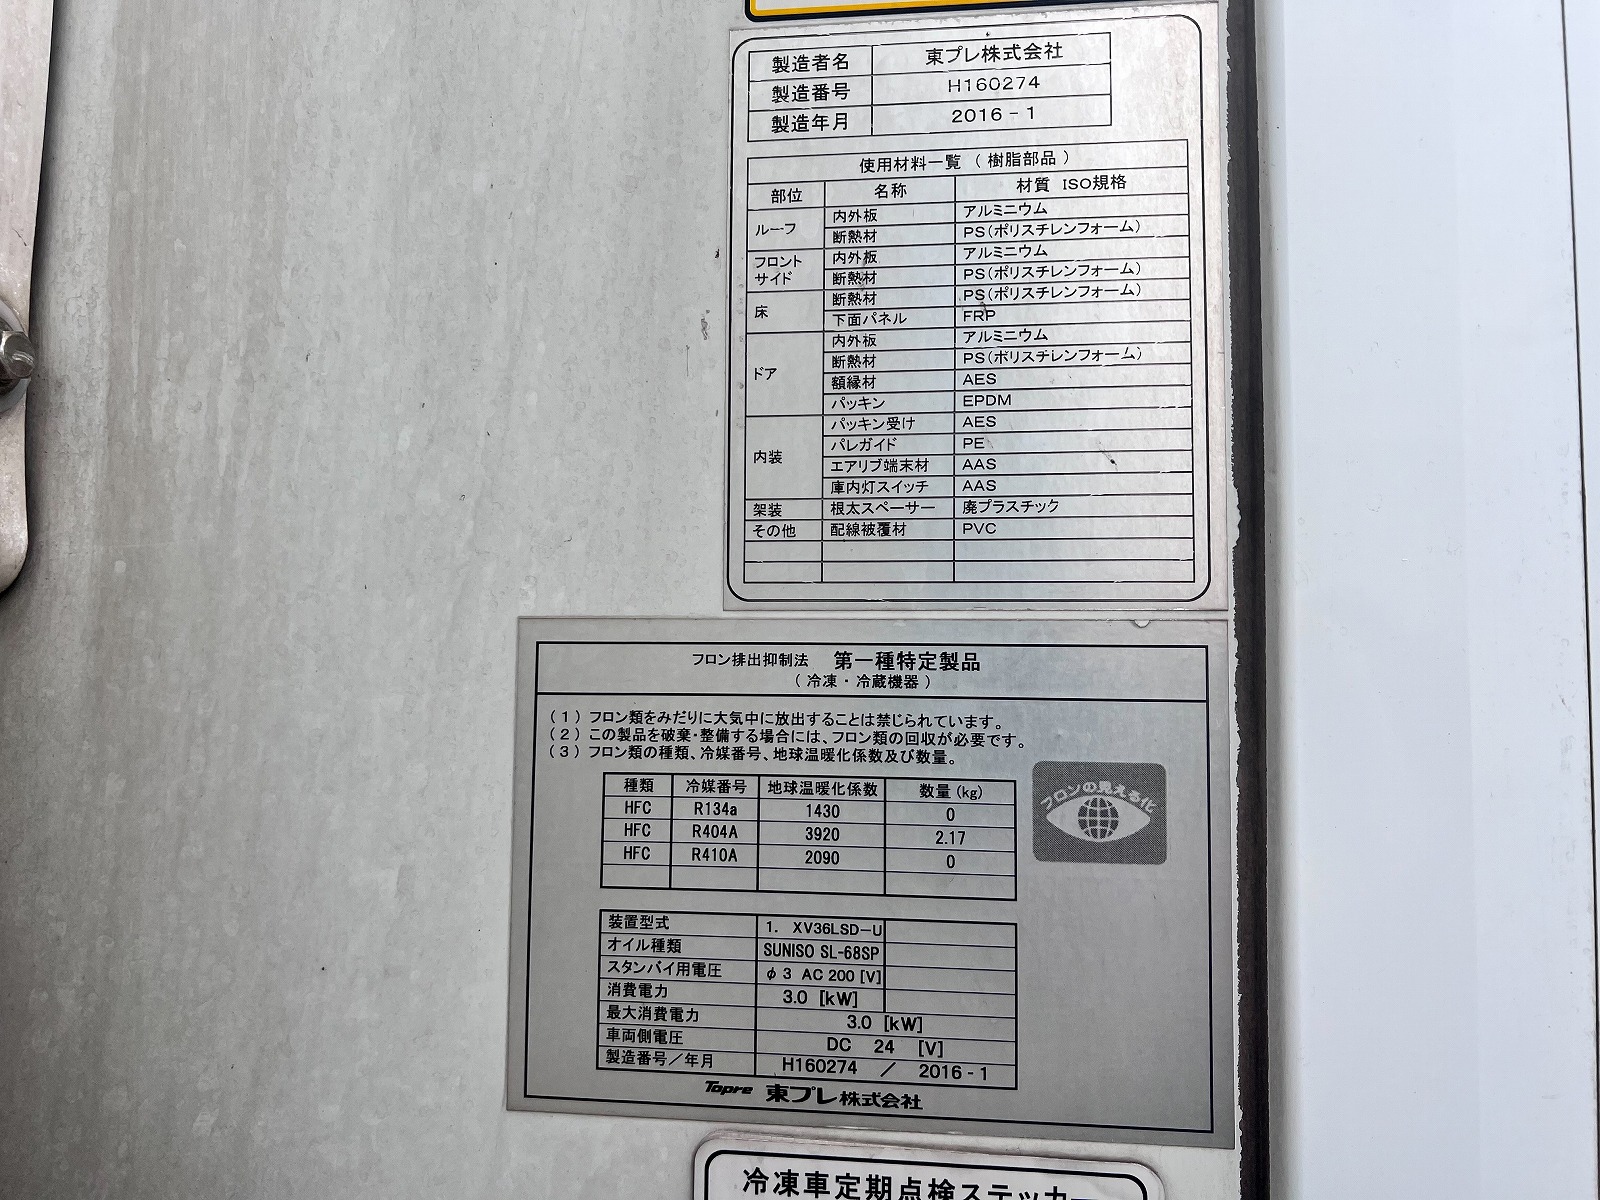 製造者名 東プレ株式会社
製造番号 H160274
製造年月 2016 - 1
使用材料一覧 （ 樹脂部品 ）
部位 名称 材質 ISO規格
ルーフ 内外板 アルミニウム
断熱材 PS(ポリスチレンフォーム)
フロント サイド 内外板 アルミニウム
断熱材 PS(ポリスチレンフォーム)
床 断熱材 PS(ポリスチレンフォーム)
下面パネル FRP
ドア 内外板 アルミニウム
断熱材 PS(ポリスチレンフォーム)
額縁材 AES
パッキン EPDM
内装 パッキン受け AES
パレガイド PE
エアリブ端末材 AAS
庫内灯スイッチ AAS
架装 根太スペーサー 廃プラスチック
その他 配線被覆材 PVC
フロン排出抑制法 第一種特定製品
（ 冷凍・冷蔵機器 ）
（１）フロン類をみだりに大気中に放出することは禁じられています。
（２）この製品を破棄・整備する場合には、フロン類の回収が必要です。
（３）フロン類の種類、冷媒番号、地球温暖化係数及び数量。
種類 冷媒番号 地球温暖化係数 数量 (kg)
HFC R134a 1430 0
HFC R404A 3920 2.17
HFC R410A 2090 0
フロンの見える化
装置型式 1. XV36LSD-U
オイル種類 SUNISO SL-68SP
スタンバイ用電圧 φ3 AC 200 [V]
消費電力 3.0 [kW]
最大消費電力 3.0 [kW]
車両側電圧 DC 24 [V]
製造番号／年月 H160274 ／ 2016 - 1
Topre 東プレ株式会社
冷凍車定期点検ステッカー